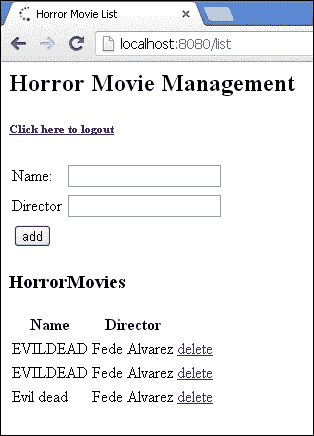 Horror Movie List
localhost:8080/list
Horror Movie Management
Click here to logout
Name:
Director
add
HorrorMovies
Name Director
EVILDEAD Fede Alvarez delete
EVILDEAD Fede Alvarez delete
Evil dead Fede Alvarez delete